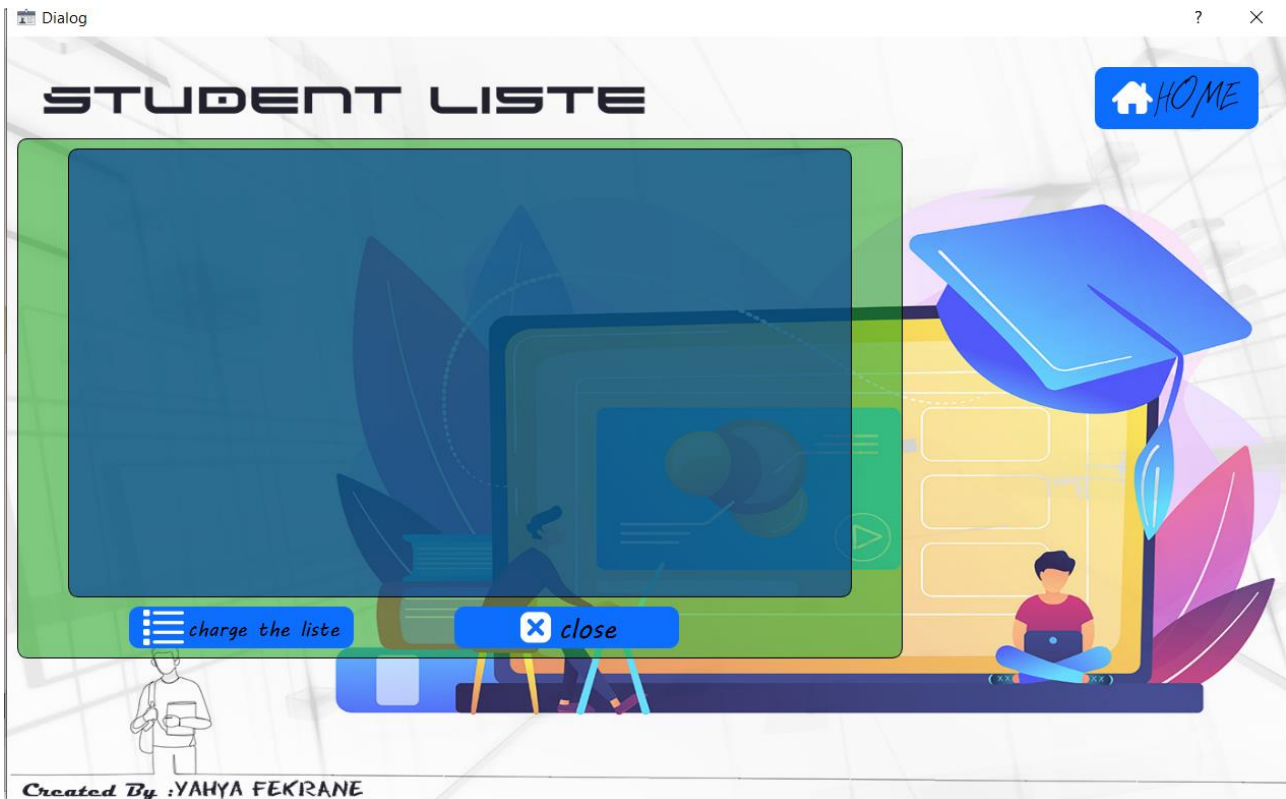 Dialog
?
STUDENT LISTE
HOME
charge the liste
close
Created By :YAHYA FEKRANE